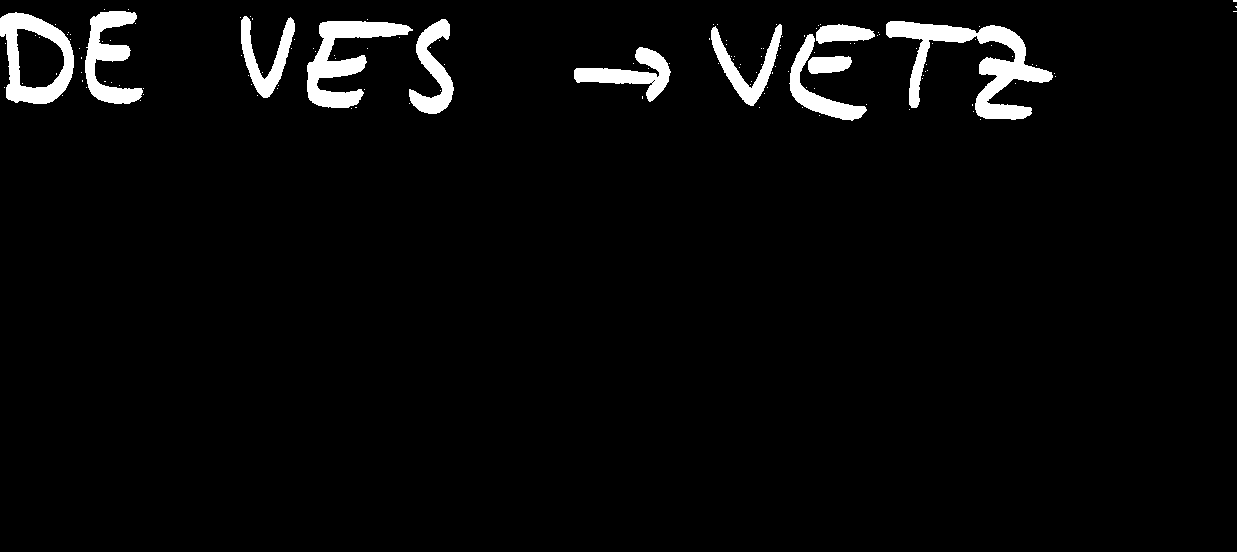 DE VES → VETZ